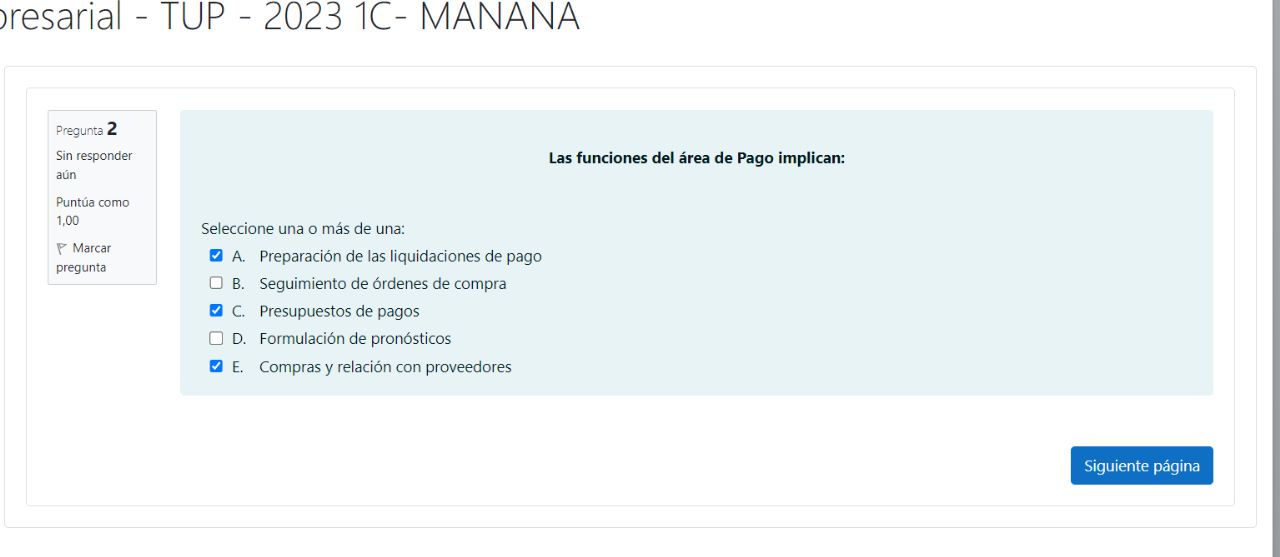 presarial - TUP - 2023 1C- MAÑANA
Pregunta 2
Sin responder
aún
Puntúa como
1,00
Marcar
pregunta
Las funciones del área de Pago implican:
Seleccione una o más de una:
A. Preparación de las liquidaciones de pago
B. Seguimiento de órdenes de compra
C. Presupuestos de pagos
D. Formulación de pronósticos
E. Compras y relación con proveedores
Siguiente página